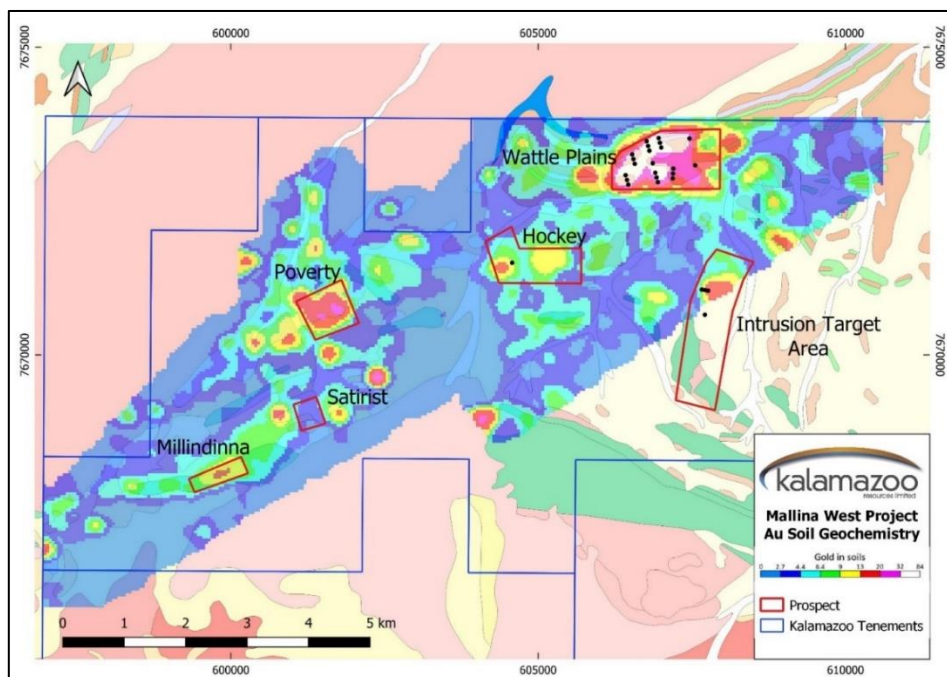 600000
605000
610000
7675000
7675000
Wattle Plains
Hockey
Poverty
Intrusion Target
Area
7670000
7670000
Satirist
Millindinna
kalamazoo
resources limited
Mallina West Project
Au Soil Geochemistry
Gold in soils
0 2.7 4.4 6.4 9 13 20 32 84
Prospect
Kalamazoo Tenements
0 1 2 3 4 5 km
600000
605000
610000